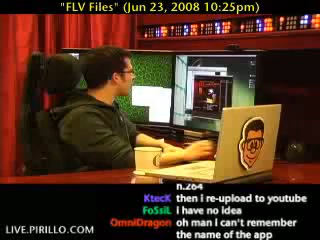 "FLV Files" (Jun 23, 2008 10:25pm)
h.264
KtecK then i re-upload to youtube
FoSsiL i have no idea
OmniDragon oh man i can't remember
the name of the app
LIVE.PIRILLO.COM